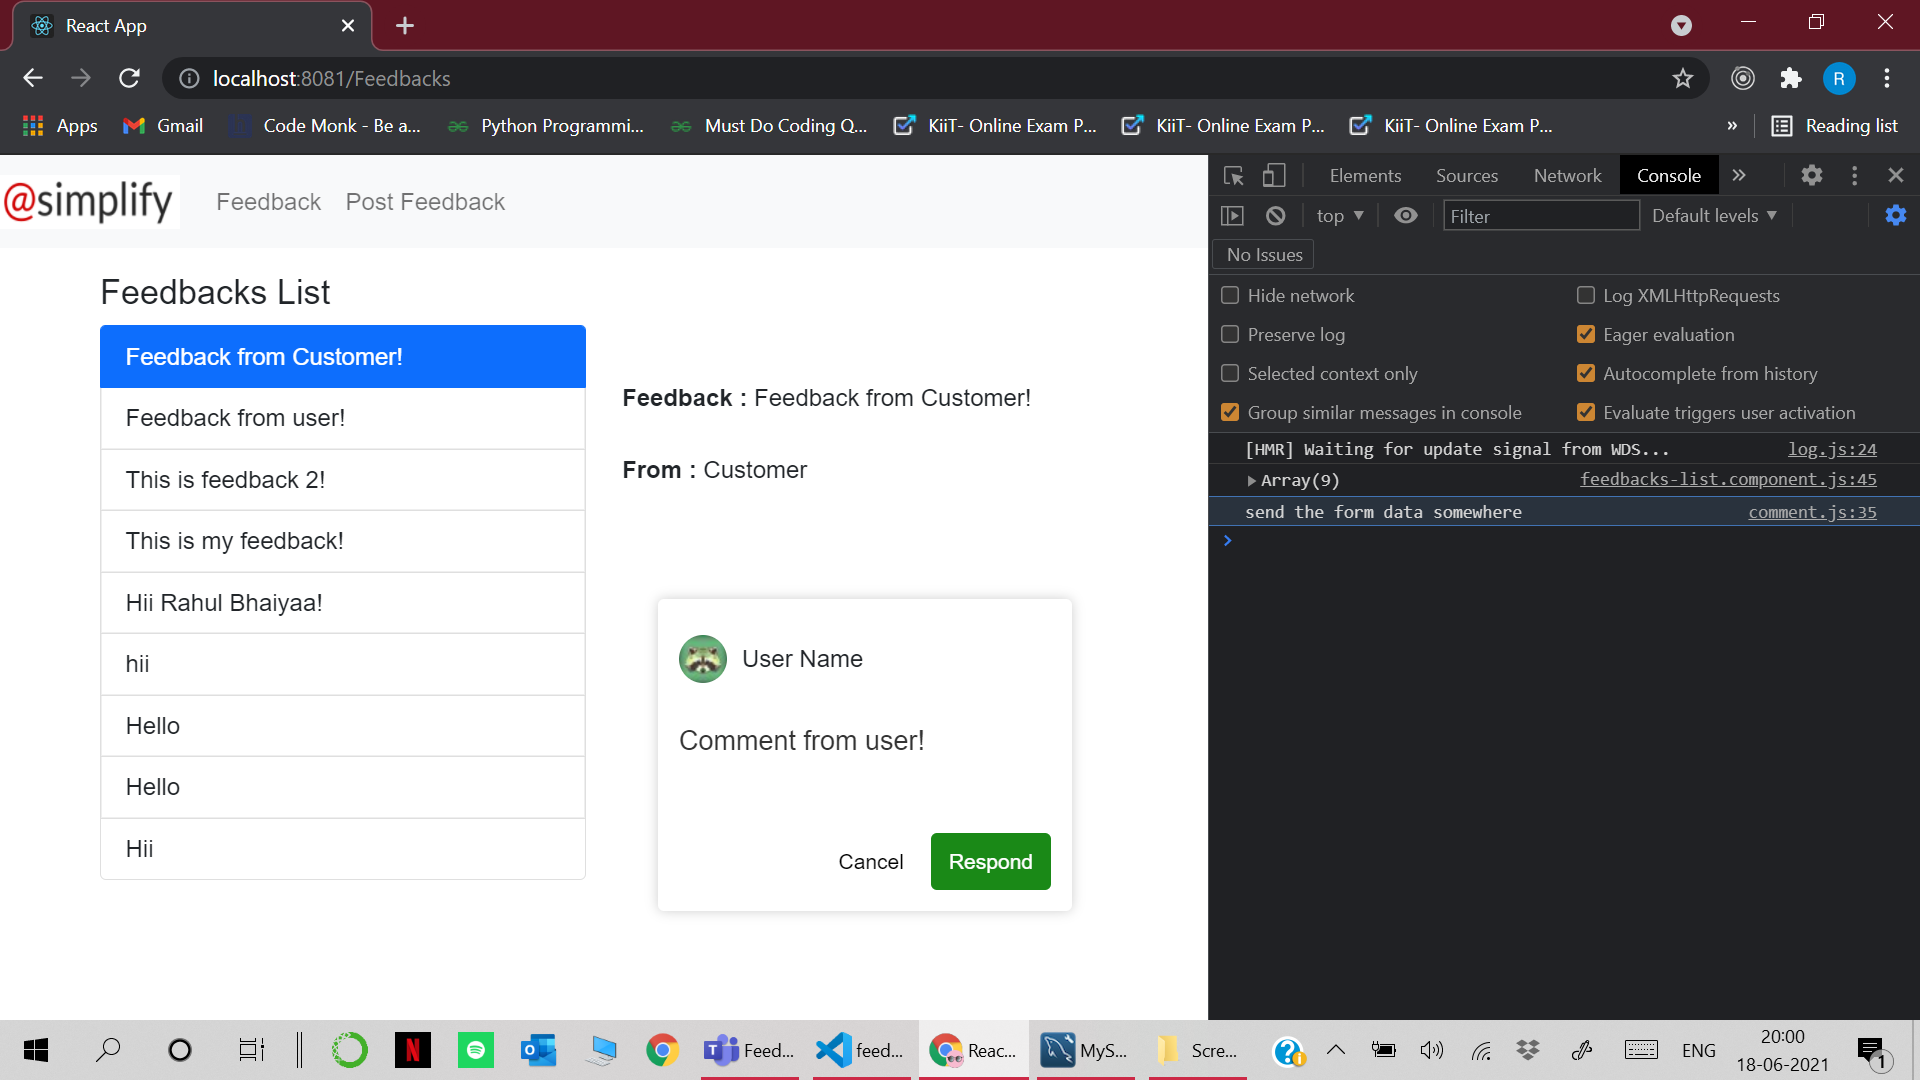 React App
localhost:8081/Feedbacks
R
Apps Gmail Code Monk - Be a... Python Programmi... Must Do Coding Q... KiiT- Online Exam P... KiiT- Online Exam P... KiiT- Online Exam P... » Reading list
@simplify Feedback Post Feedback
Feedbacks List
Feedback from Customer!
Feedback from user!
This is feedback 2!
This is my feedback!
Hii Rahul Bhaiyaa!
hii
Hello
Hello
Hii
Feedback : Feedback from Customer!
From : Customer
User Name
Comment from user!
Cancel Respond
Elements Sources Network Console »
top Filter Default levels
No Issues
Hide network Log XMLHttpRequests
Preserve log Eager evaluation
Selected context only Autocomplete from history
Group similar messages in console Evaluate triggers user activation
[HMR] Waiting for update signal from WDS... log.js:24
Array(9) feedbacks-list.component.js:45
send the form data somewhere comment.js:35
Feed... feed... Reac... MyS... Scre... ENG 20:00
18-06-2021
1